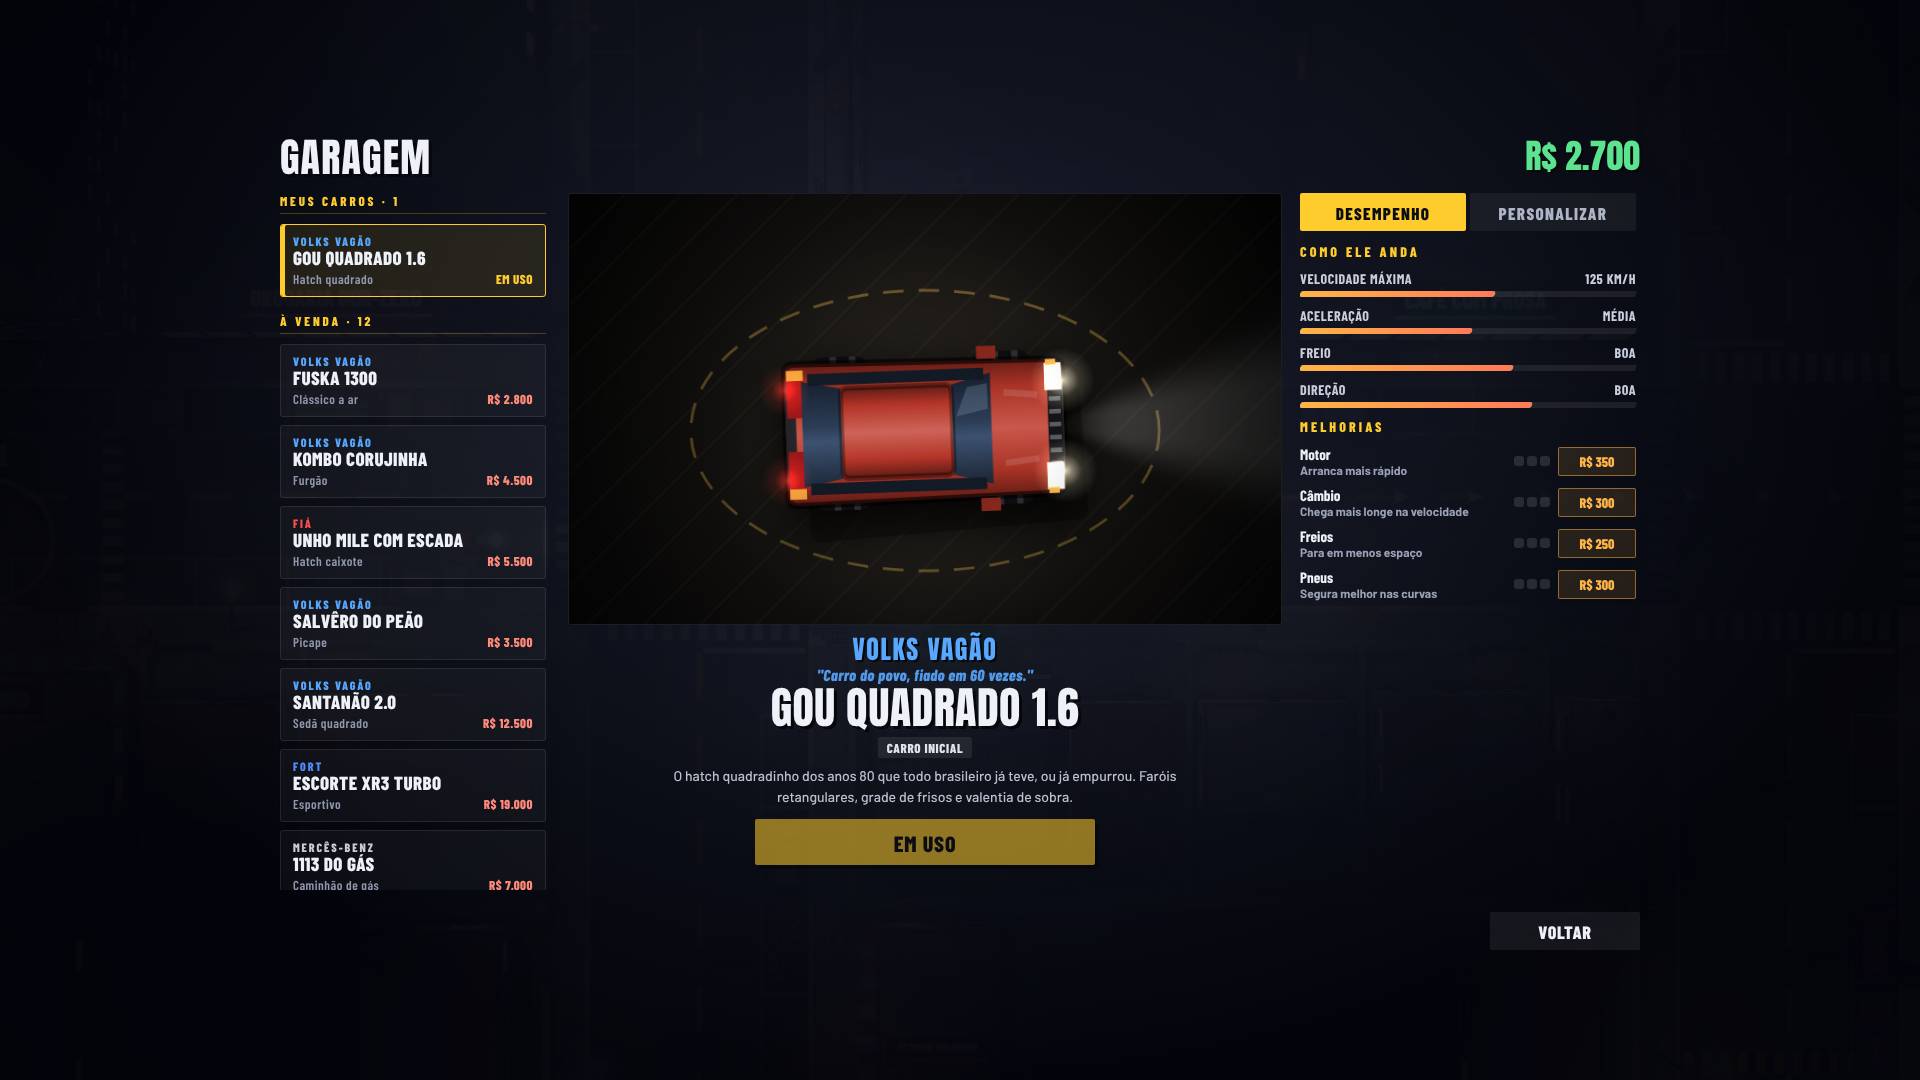 GARAGEM
R$ 2.700
MEUS CARROS · 1
VOLKS VAGÃO
GOU QUADRADO 1.6
Hatch quadrado
EM USO
À VENDA · 12
VOLKS VAGÃO
FUSKA 1300
Clássico a ar
R$ 2.800
VOLKS VAGÃO
KOMBO CORUJINHA
Furgão
R$ 4.500
FIÁ
UNHO MILE COM ESCADA
Hatch caixote
R$ 5.500
VOLKS VAGÃO
SALVÊRO DO PEÃO
Picape
R$ 3.500
VOLKS VAGÃO
SANTANÃO 2.0
Sedã quadrado
R$ 12.500
FORT
ESCORTE XR3 TURBO
Esportivo
R$ 19.000
MERCÊS-BENZ
1113 DO GÁS
Caminhão de gás
R$ 7.000
VOLKS VAGÃO
"Carro do povo, fiado em 60 vezes."
GOU QUADRADO 1.6
CARRO INICIAL
O hatch quadradinho dos anos 80 que todo brasileiro já teve, ou já empurrou. Faróis
retangulares, grade de frisos e valentia de sobra.
EM USO
DESEMPENHO
PERSONALIZAR
COMO ELE ANDA
VELOCIDADE MÁXIMA
125 KM/H
ACELERAÇÃO
MÉDIA
FREIO
BOA
DIREÇÃO
BOA
MELHORIAS
Motor
Arranca mais rápido
R$ 350
Câmbio
Chega mais longe na velocidade
R$ 300
Freios
Para em menos espaço
R$ 250
Pneus
Segura melhor nas curvas
R$ 300
VOLTAR